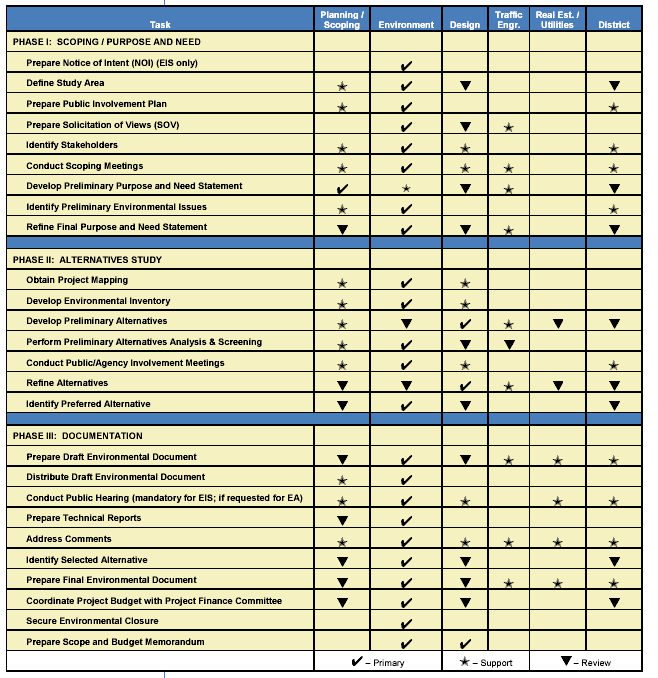 Task Planning / Scoping Environment Design Traffic Engr. Real Est. / Utilities District
PHASE I: SCOPING / PURPOSE AND NEED
Prepare Notice of Intent (NOI) (EIS only) ✔
Define Study Area ★ ✔ ▼ ▼
Prepare Public Involvement Plan ★ ✔ ★
Prepare Solicitation of Views (SOV) ✔ ▼ ★
Identify Stakeholders ★ ✔ ★ ★
Conduct Scoping Meetings ★ ✔ ★ ★ ★
Develop Preliminary Purpose and Need Statement ✔ ★ ▼ ★ ▼
Identify Preliminary Environmental Issues ★ ✔ ★
Refine Final Purpose and Need Statement ▼ ✔ ▼ ★ ▼
PHASE II: ALTERNATIVES STUDY
Obtain Project Mapping ★ ✔ ★
Develop Environmental Inventory ★ ✔ ★
Develop Preliminary Alternatives ★ ▼ ✔ ★ ▼ ▼
Perform Preliminary Alternatives Analysis & Screening ★ ✔ ▼ ▼
Conduct Public/Agency Involvement Meetings ★ ✔ ★ ★
Refine Alternatives ▼ ▼ ✔ ★ ▼ ▼
Identify Preferred Alternative ▼ ✔ ▼ ▼
PHASE III: DOCUMENTATION
Prepare Draft Environmental Document ▼ ✔ ▼ ★ ★ ★
Distribute Draft Environmental Document ★ ✔
Conduct Public Hearing (mandatory for EIS; if requested for EA) ★ ✔ ★ ★ ★
Prepare Technical Reports ▼ ✔
Address Comments ★ ✔ ★ ★ ★ ★
Identify Selected Alternative ▼ ✔ ▼ ▼
Prepare Final Environmental Document ▼ ✔ ▼ ★ ★ ★
Coordinate Project Budget with Project Finance Committee ▼ ✔ ▼ ▼
Secure Environmental Closure ✔
Prepare Scope and Budget Memorandum ✔ ✔
✔ – Primary ★ – Support ▼ – Review